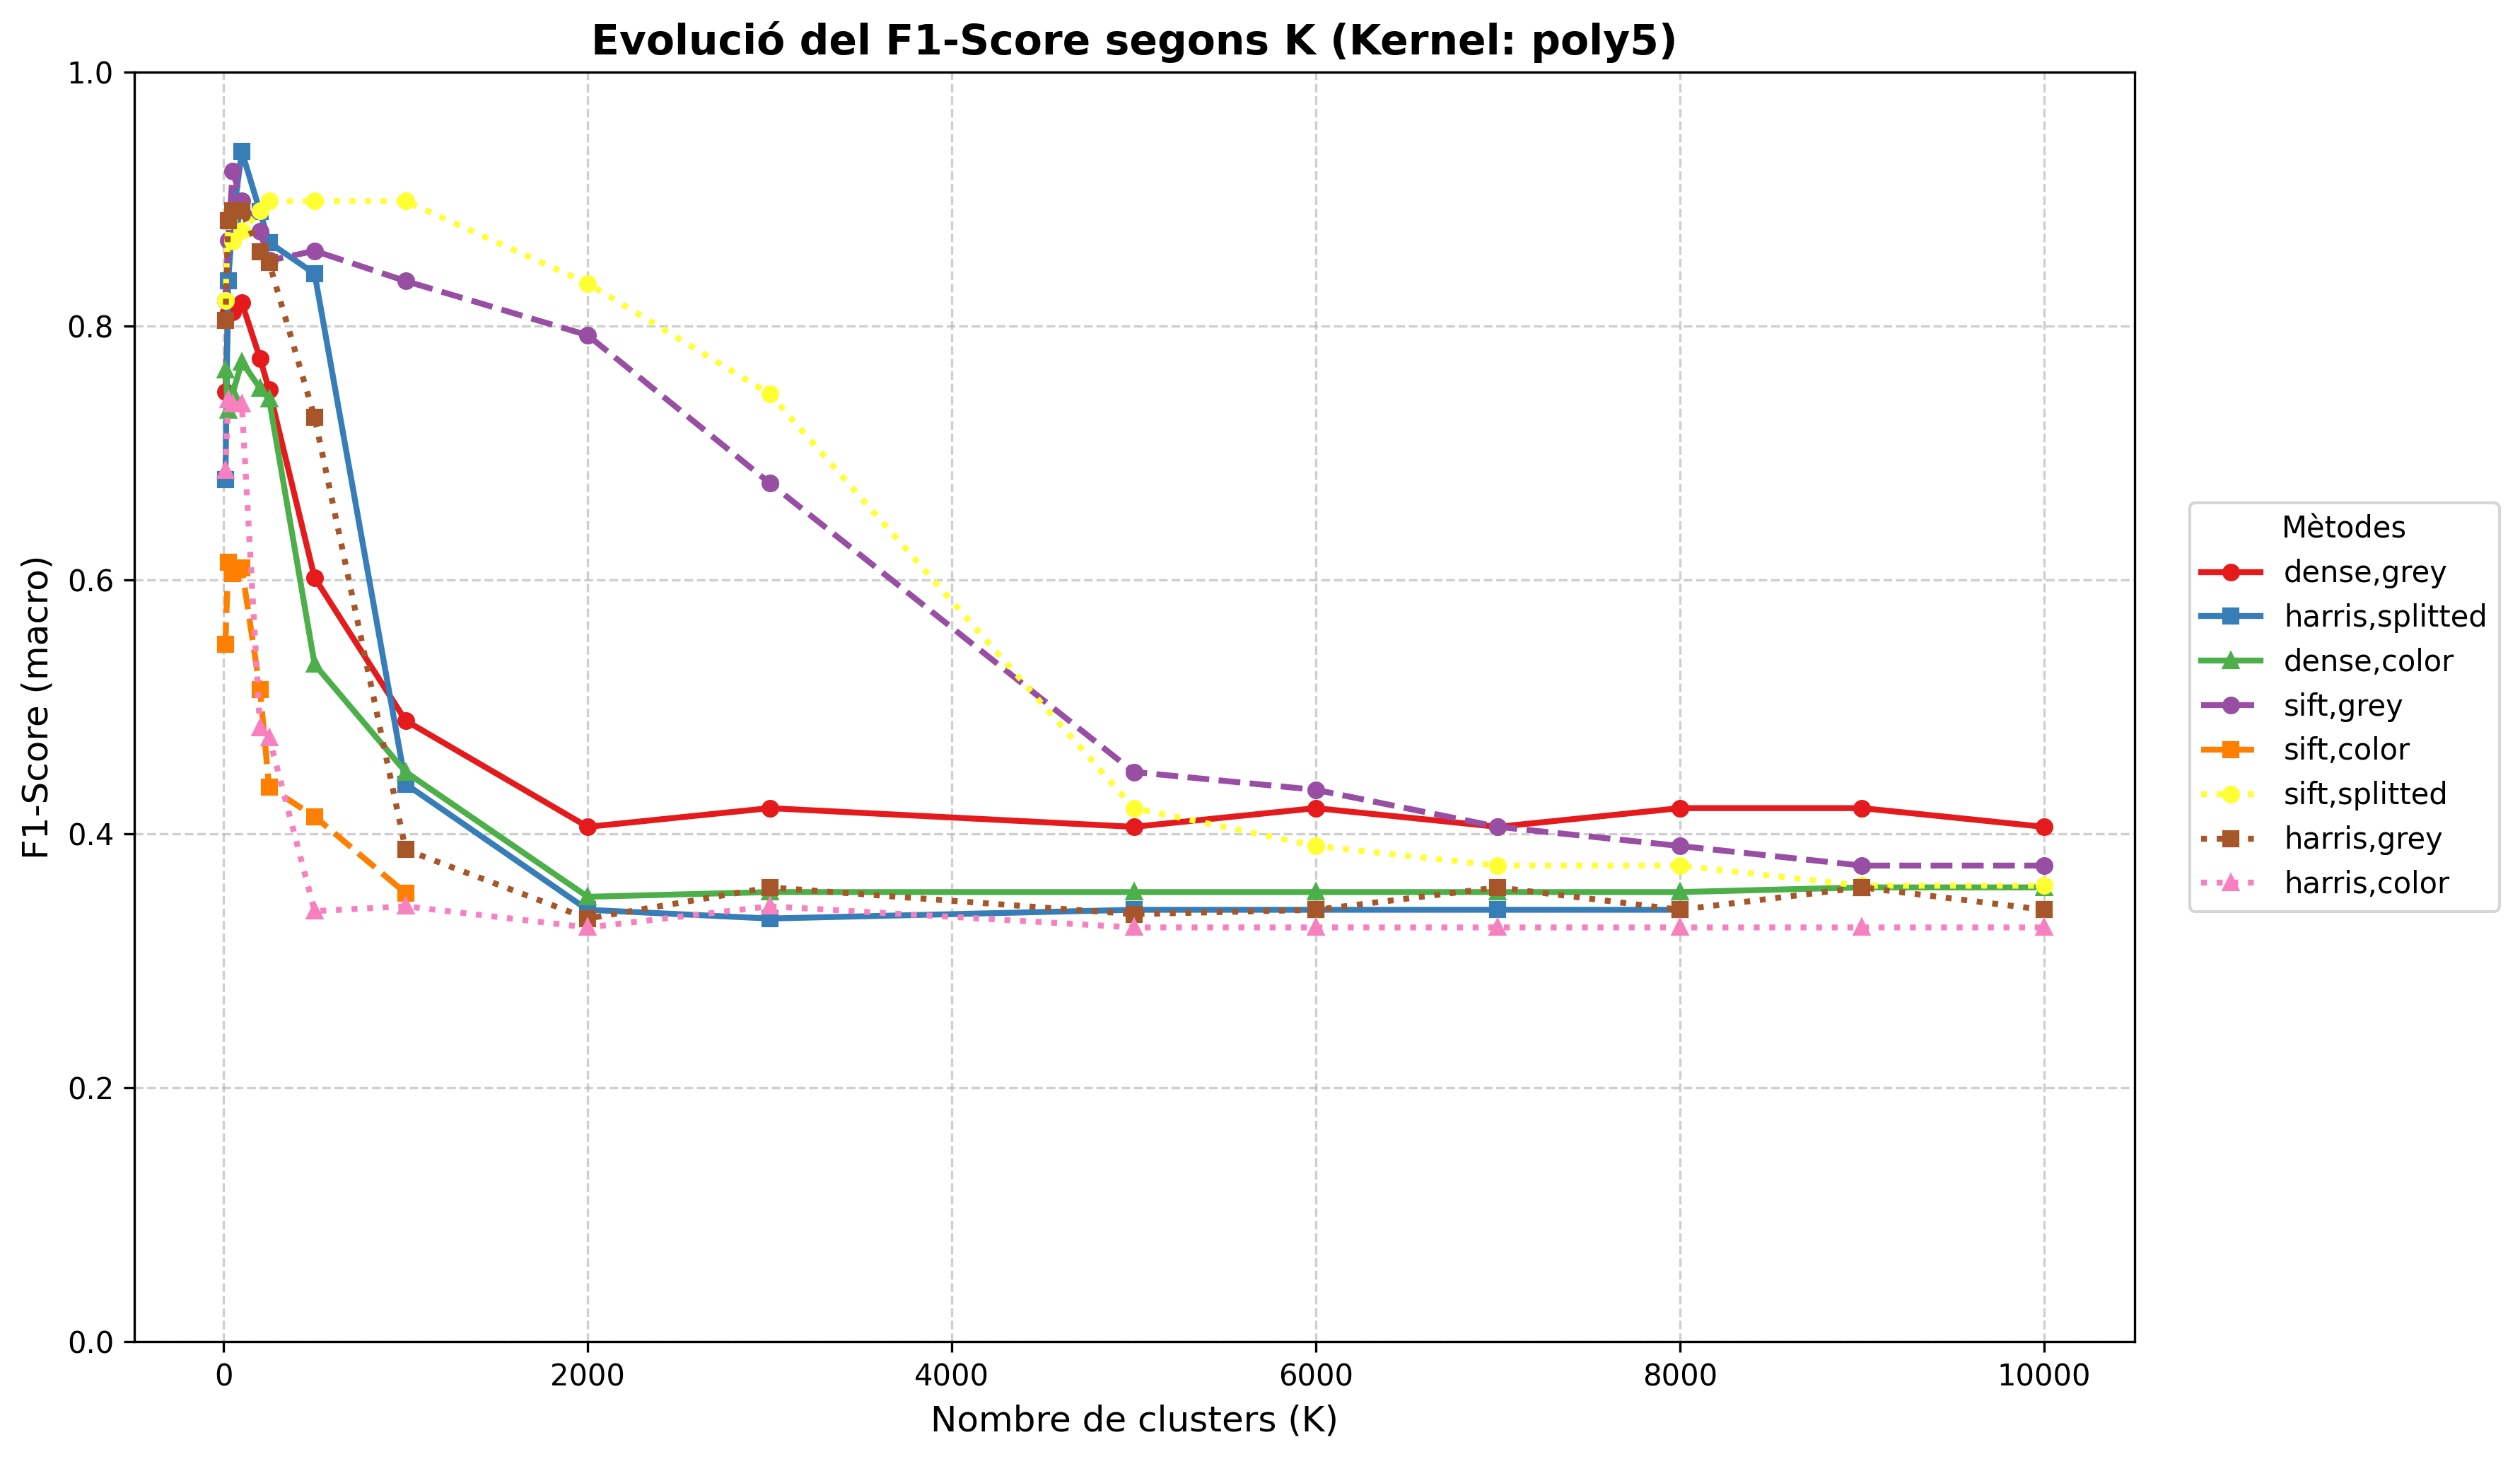 Evolució del F1-Score segons K (Kernel: poly5)
1.0
0.8
0.6
0.4
0.2
0.0
F1-Score (macro)
0 2000 4000 6000 8000 10000
Nombre de clusters (K)
Mètodes
dense,grey
harris,splitted
dense,color
sift,grey
sift,color
sift,splitted
harris,grey
harris,color